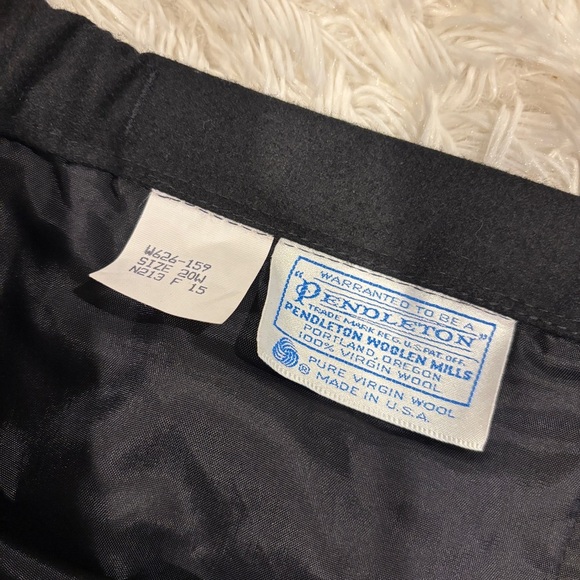 W626-159
SIZE 20W
N213 F 15
WARRANTED TO BE A
"PENDLETON"
TRADE MARK REG. U.S. PAT. OFF.
PENDLETON WOOLEN MILLS
PORTLAND, OREGON
100% VIRGIN WOOL
PURE VIRGIN WOOL
® MADE IN U.S.A.